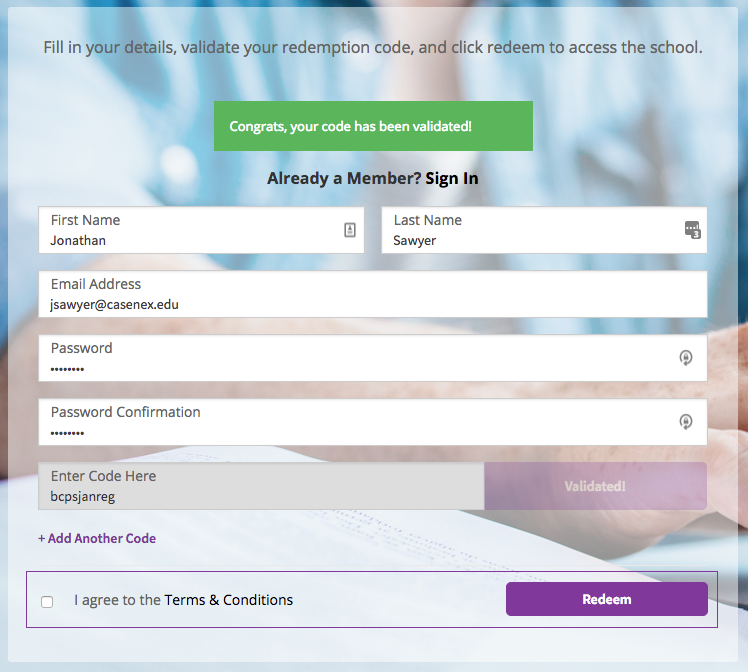 Fill in your details, validate your redemption code, and click redeem to access the school.
Congrats, your code has been validated!
Already a Member? Sign In
First Name
Jonathan
Last Name
Sawyer
3
Email Address
jsawyer@casenex.edu
Password
••••••••
Password Confirmation
••••••••
Enter Code Here
bcpsjanreg
Validated!
+ Add Another Code
I agree to the Terms & Conditions
Redeem